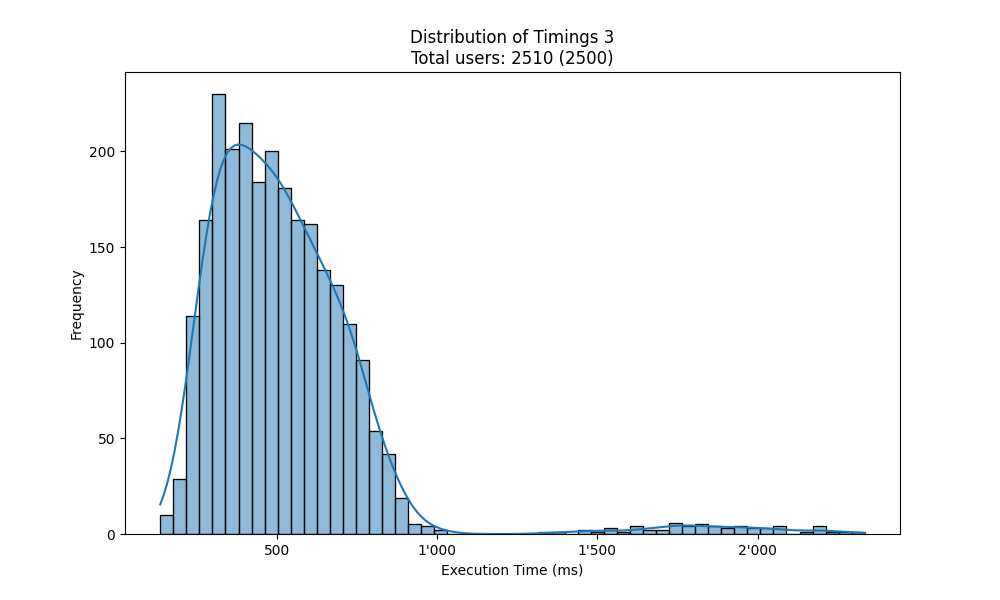 Distribution of Timings 3
Total users: 2510 (2500)
Frequency
200
150
100
50
0
500
1'000
1'500
2'000
Execution Time (ms)